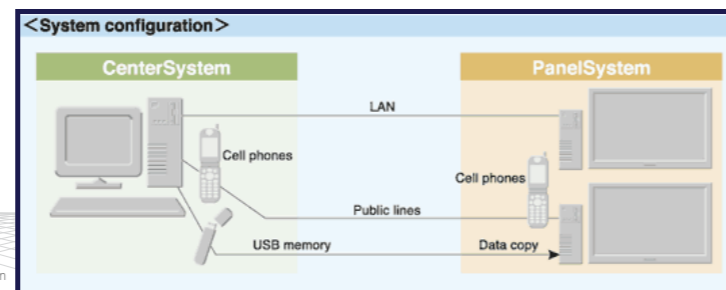 <System configuration>
CenterSystem
PanelSystem
LAN
Cell phones
Cell phones
Public lines
USB memory
Data copy